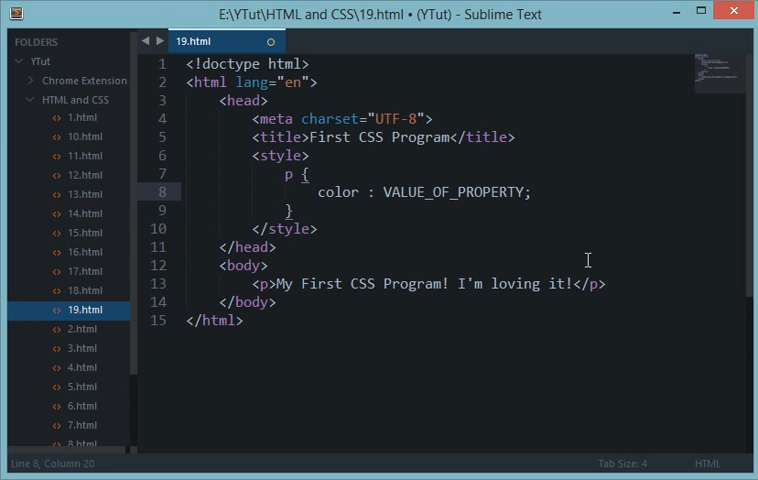 E:\YTut\HTML and CSS\19.html • (YTut) - Sublime Text
FOLDERS
YTut
Chrome Extension
HTML and CSS
1.html
10.html
11.html
12.html
13.html
14.html
15.html
16.html
17.html
18.html
19.html
2.html
3.html
4.html
5.html
6.html
7.html
8.html
19.html
1 <!doctype html>
2 <html lang="en">
3 <head>
4 <meta charset="UTF-8">
5 <title>First CSS Program</title>
6 <style>
7 p {
8 color : VALUE_OF_PROPERTY;
9 }
10 </style>
11 </head>
12 <body>
13 <p>My First CSS Program! I'm loving it!</p>
14 </body>
15 </html>
Line 8, Column 20
Tab Size: 4
HTML